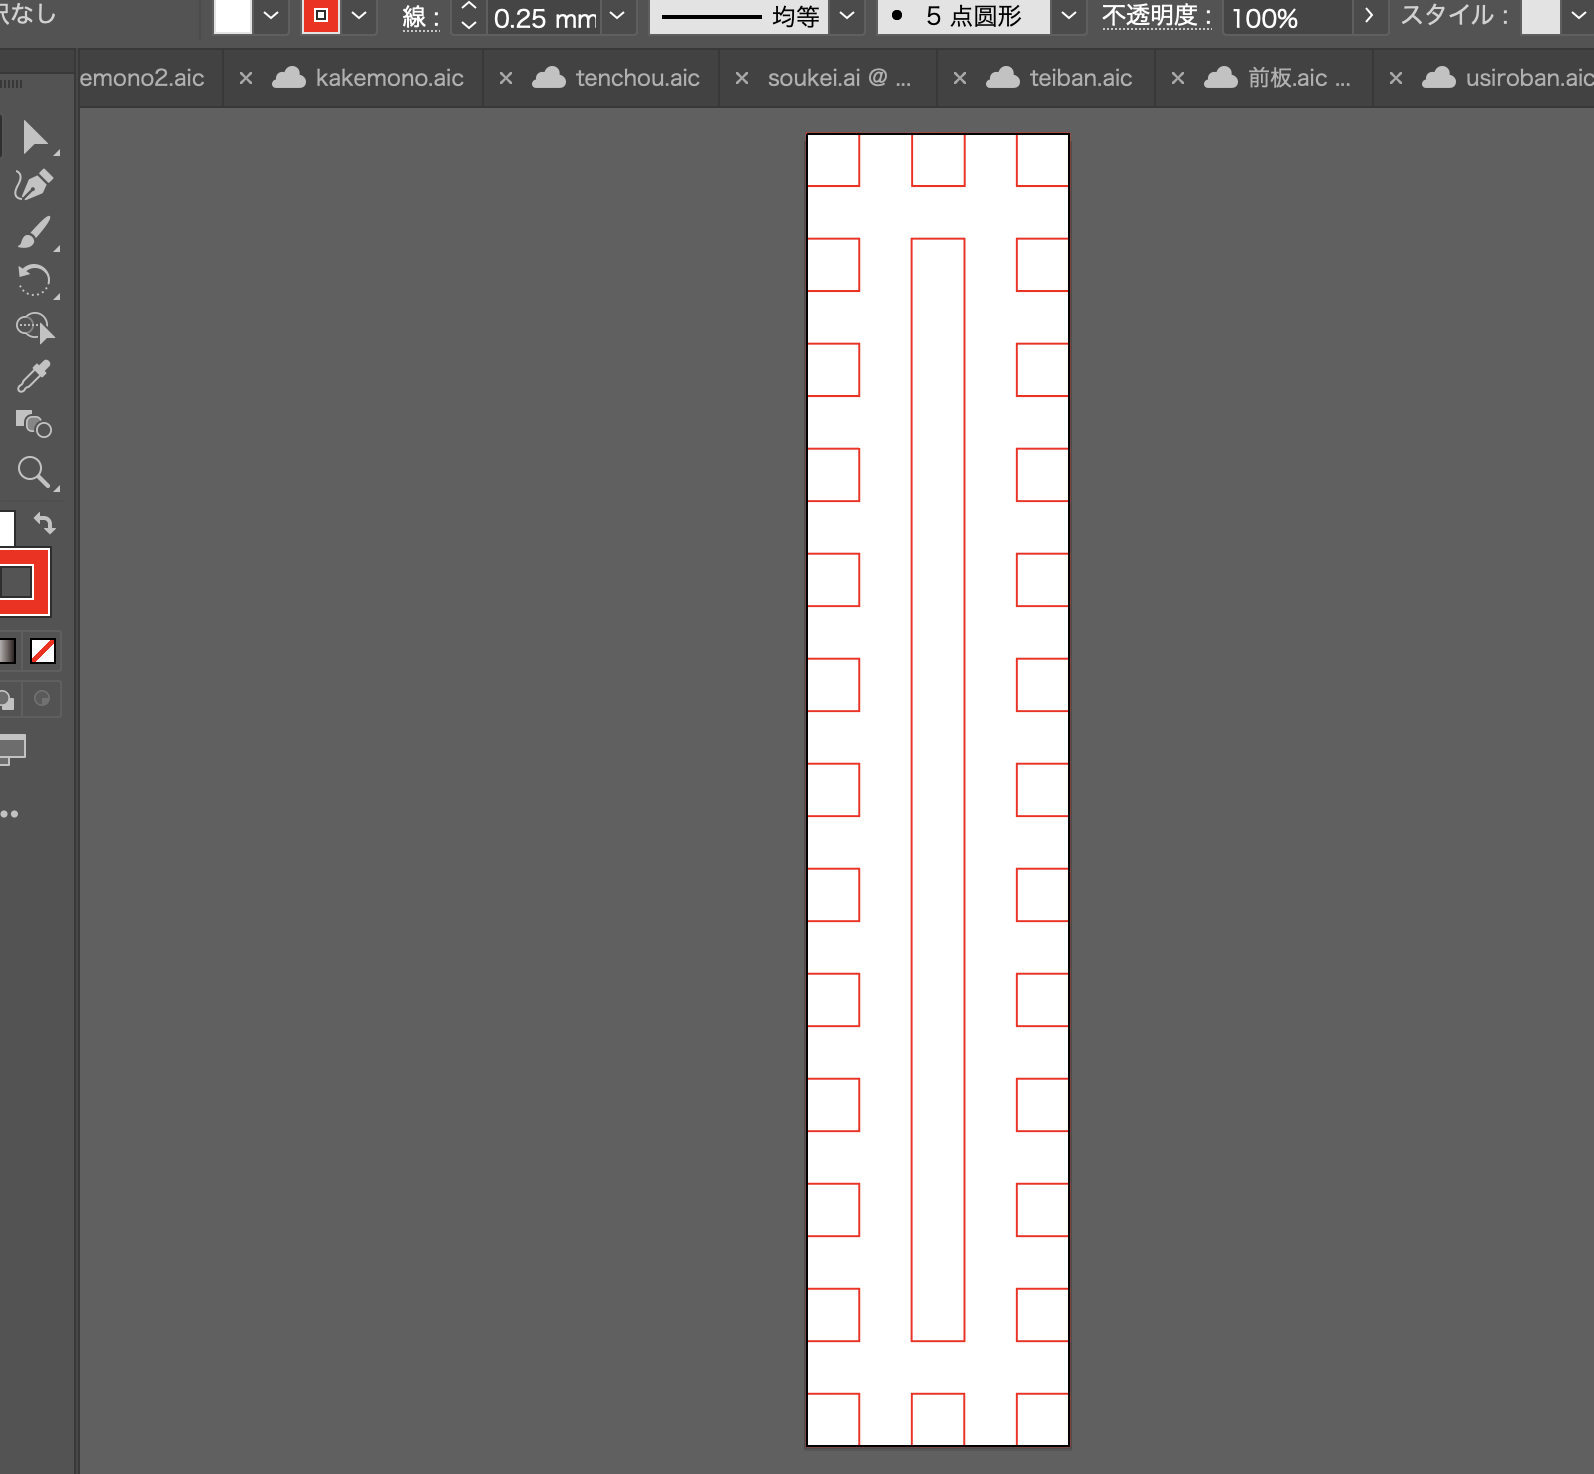 択なし 線: 0.25 mm 均等 5 点円形 不透明度: 100% スタイル:
emono2.aic × kakemono.aic × tenchou.aic × soukei.ai @ ... × teiban.aic × 前板.aic ... × usiroban.aic